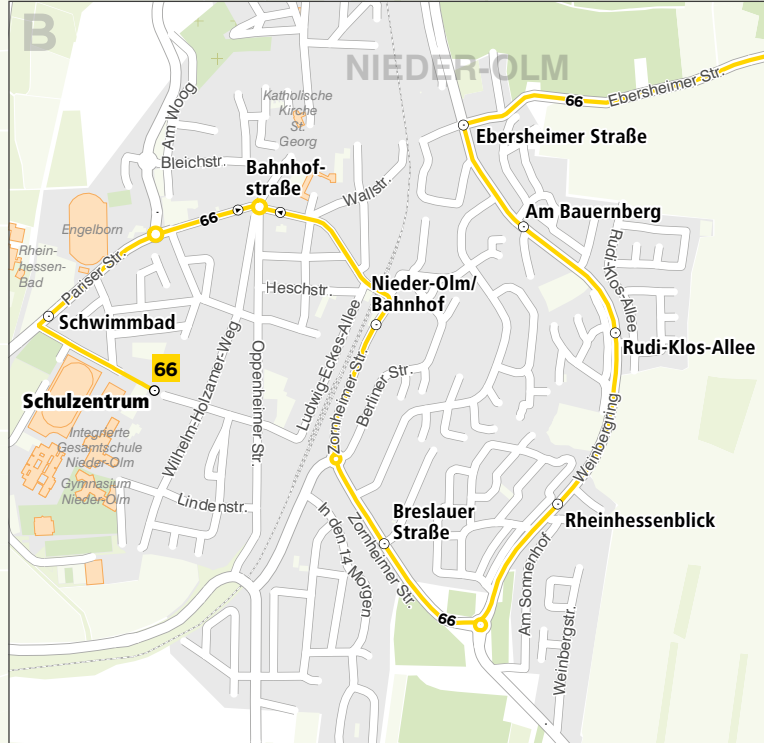 B
NIEDER-OLM
66
Ebersheimer Str.
Katholische
Kirche
St.
Georg
Am Woog
Ebersheimer Straße
Bleichstr.
Bahnhof-
straße
Wallstr.
Am Bauernberg
66
Engelborn
Rhein-
hessen-
Bad
Pariser Str.
Rudi-Klos-Allee
Nieder-Olm/
Bahnhof
Heschstr.
Schwimmbad
Rudi-Klos-Allee
66
Schulzentrum
Wilhelm-Holzamer-Weg
Oppenheimer Str.
Ludwig-Eckes-Allee
Zornheimer Str.
Berliner Str.
Weinbergring
Integrierte
Gesamtschule
Nieder-Olm
Gymnasium
Nieder-Olm
Lindenstr.
In den 14 Morgen
Zornheimer Str.
Breslauer
Straße
Rheinhessenblick
Am Sonnenhof
66
Weinbergstr.